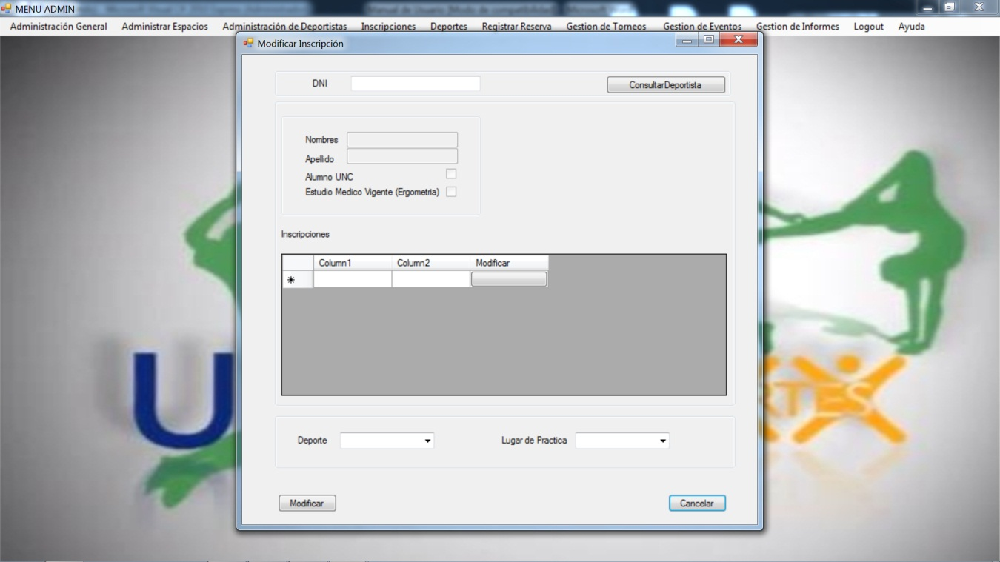 MENU ADMIN
Administración General Administrar Espacios Administración de Deportistas Inscripciones Deportes Registrar Reserva Gestion de Torneos Gestion de Eventos Gestion de Informes Logout Ayuda
Modificar Inscripción
DNI ConsultarDeportista
Nombres
Apellido
Alumno UNC
Estudio Medico Vigente (Ergometria)
Inscripciones
Column1 Column2 Modificar
Deporte Lugar de Practica
Modificar Cancelar